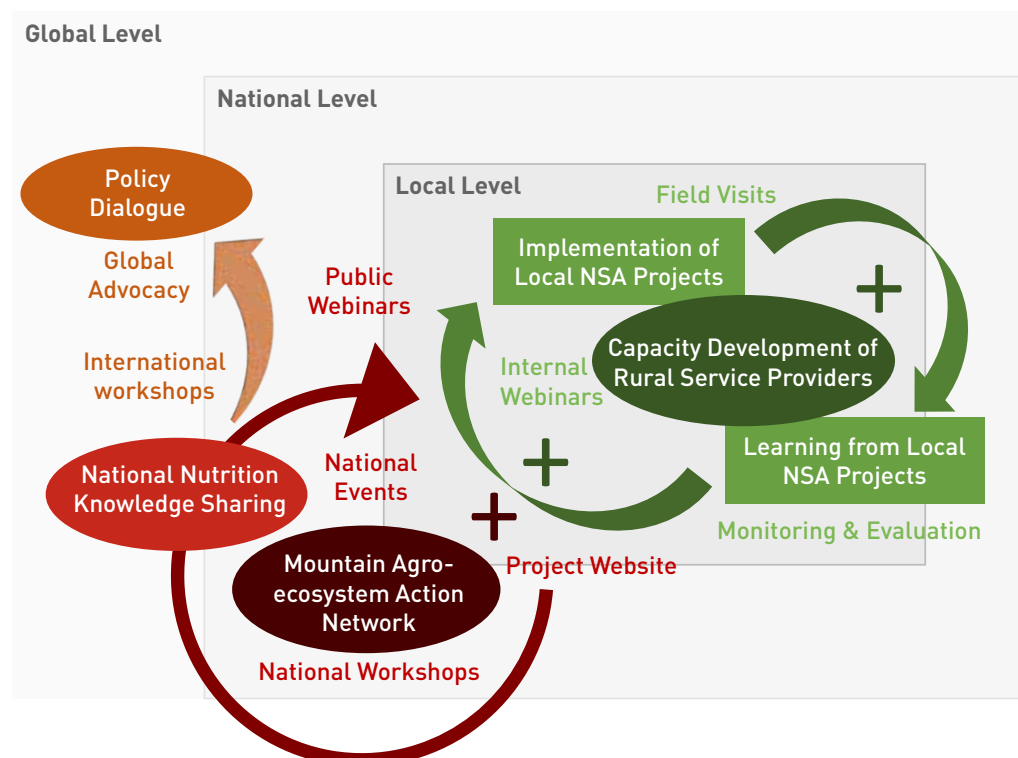 Global Level
National Level
Policy
Dialogue
Global
Advocacy
International
workshops
Local Level
Field Visits
Implementation of
Local NSA Projects
Public
Webinars
Capacity Development of
Rural Service Providers
Internal
Webinars
Learning from Local
NSA Projects
Monitoring & Evaluation
National Nutrition
Knowledge Sharing
National
Events
Mountain Agro-
ecosystem Action
Network
Project Website
National Workshops